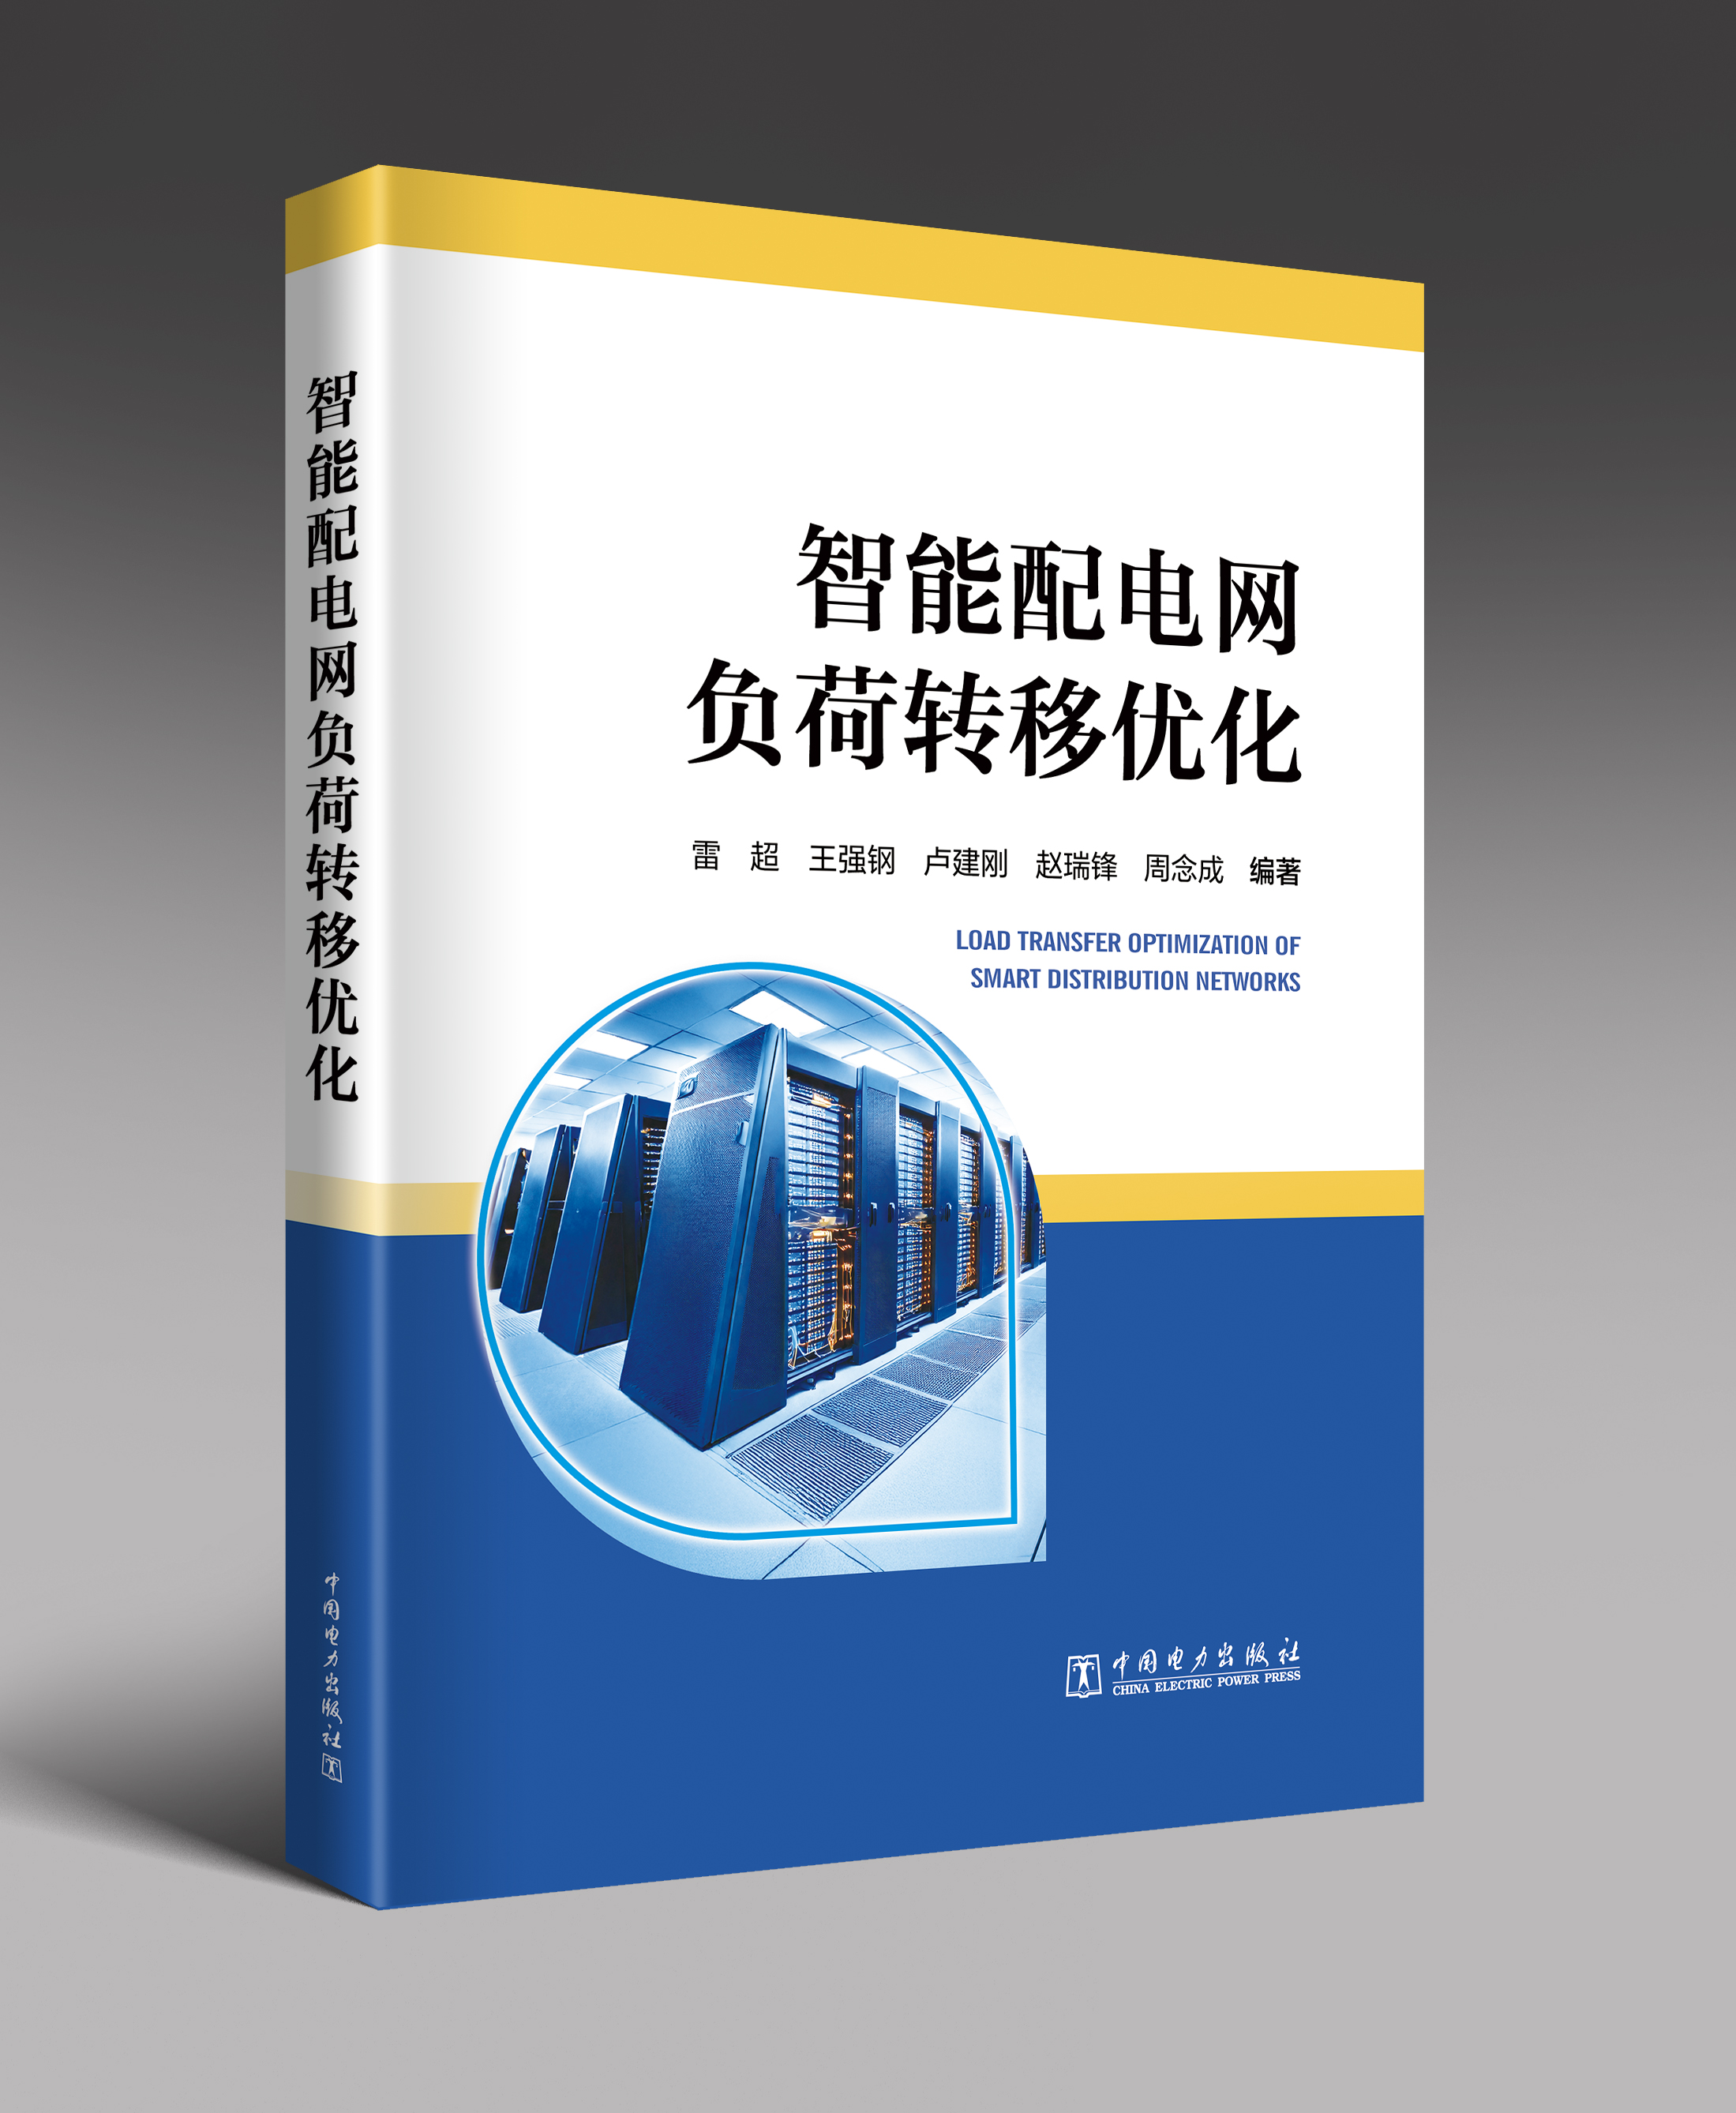 智能配电网负荷转移优化
中国电力出版社
智能配电网
负荷转移优化
雷 超 王强钢 卢建刚 赵瑞锋 周念成 编著
LOAD TRANSFER OPTIMIZATION OF
SMART DISTRIBUTION NETWORKS
中国电力出版社
CHINA ELECTRIC POWER PRESS